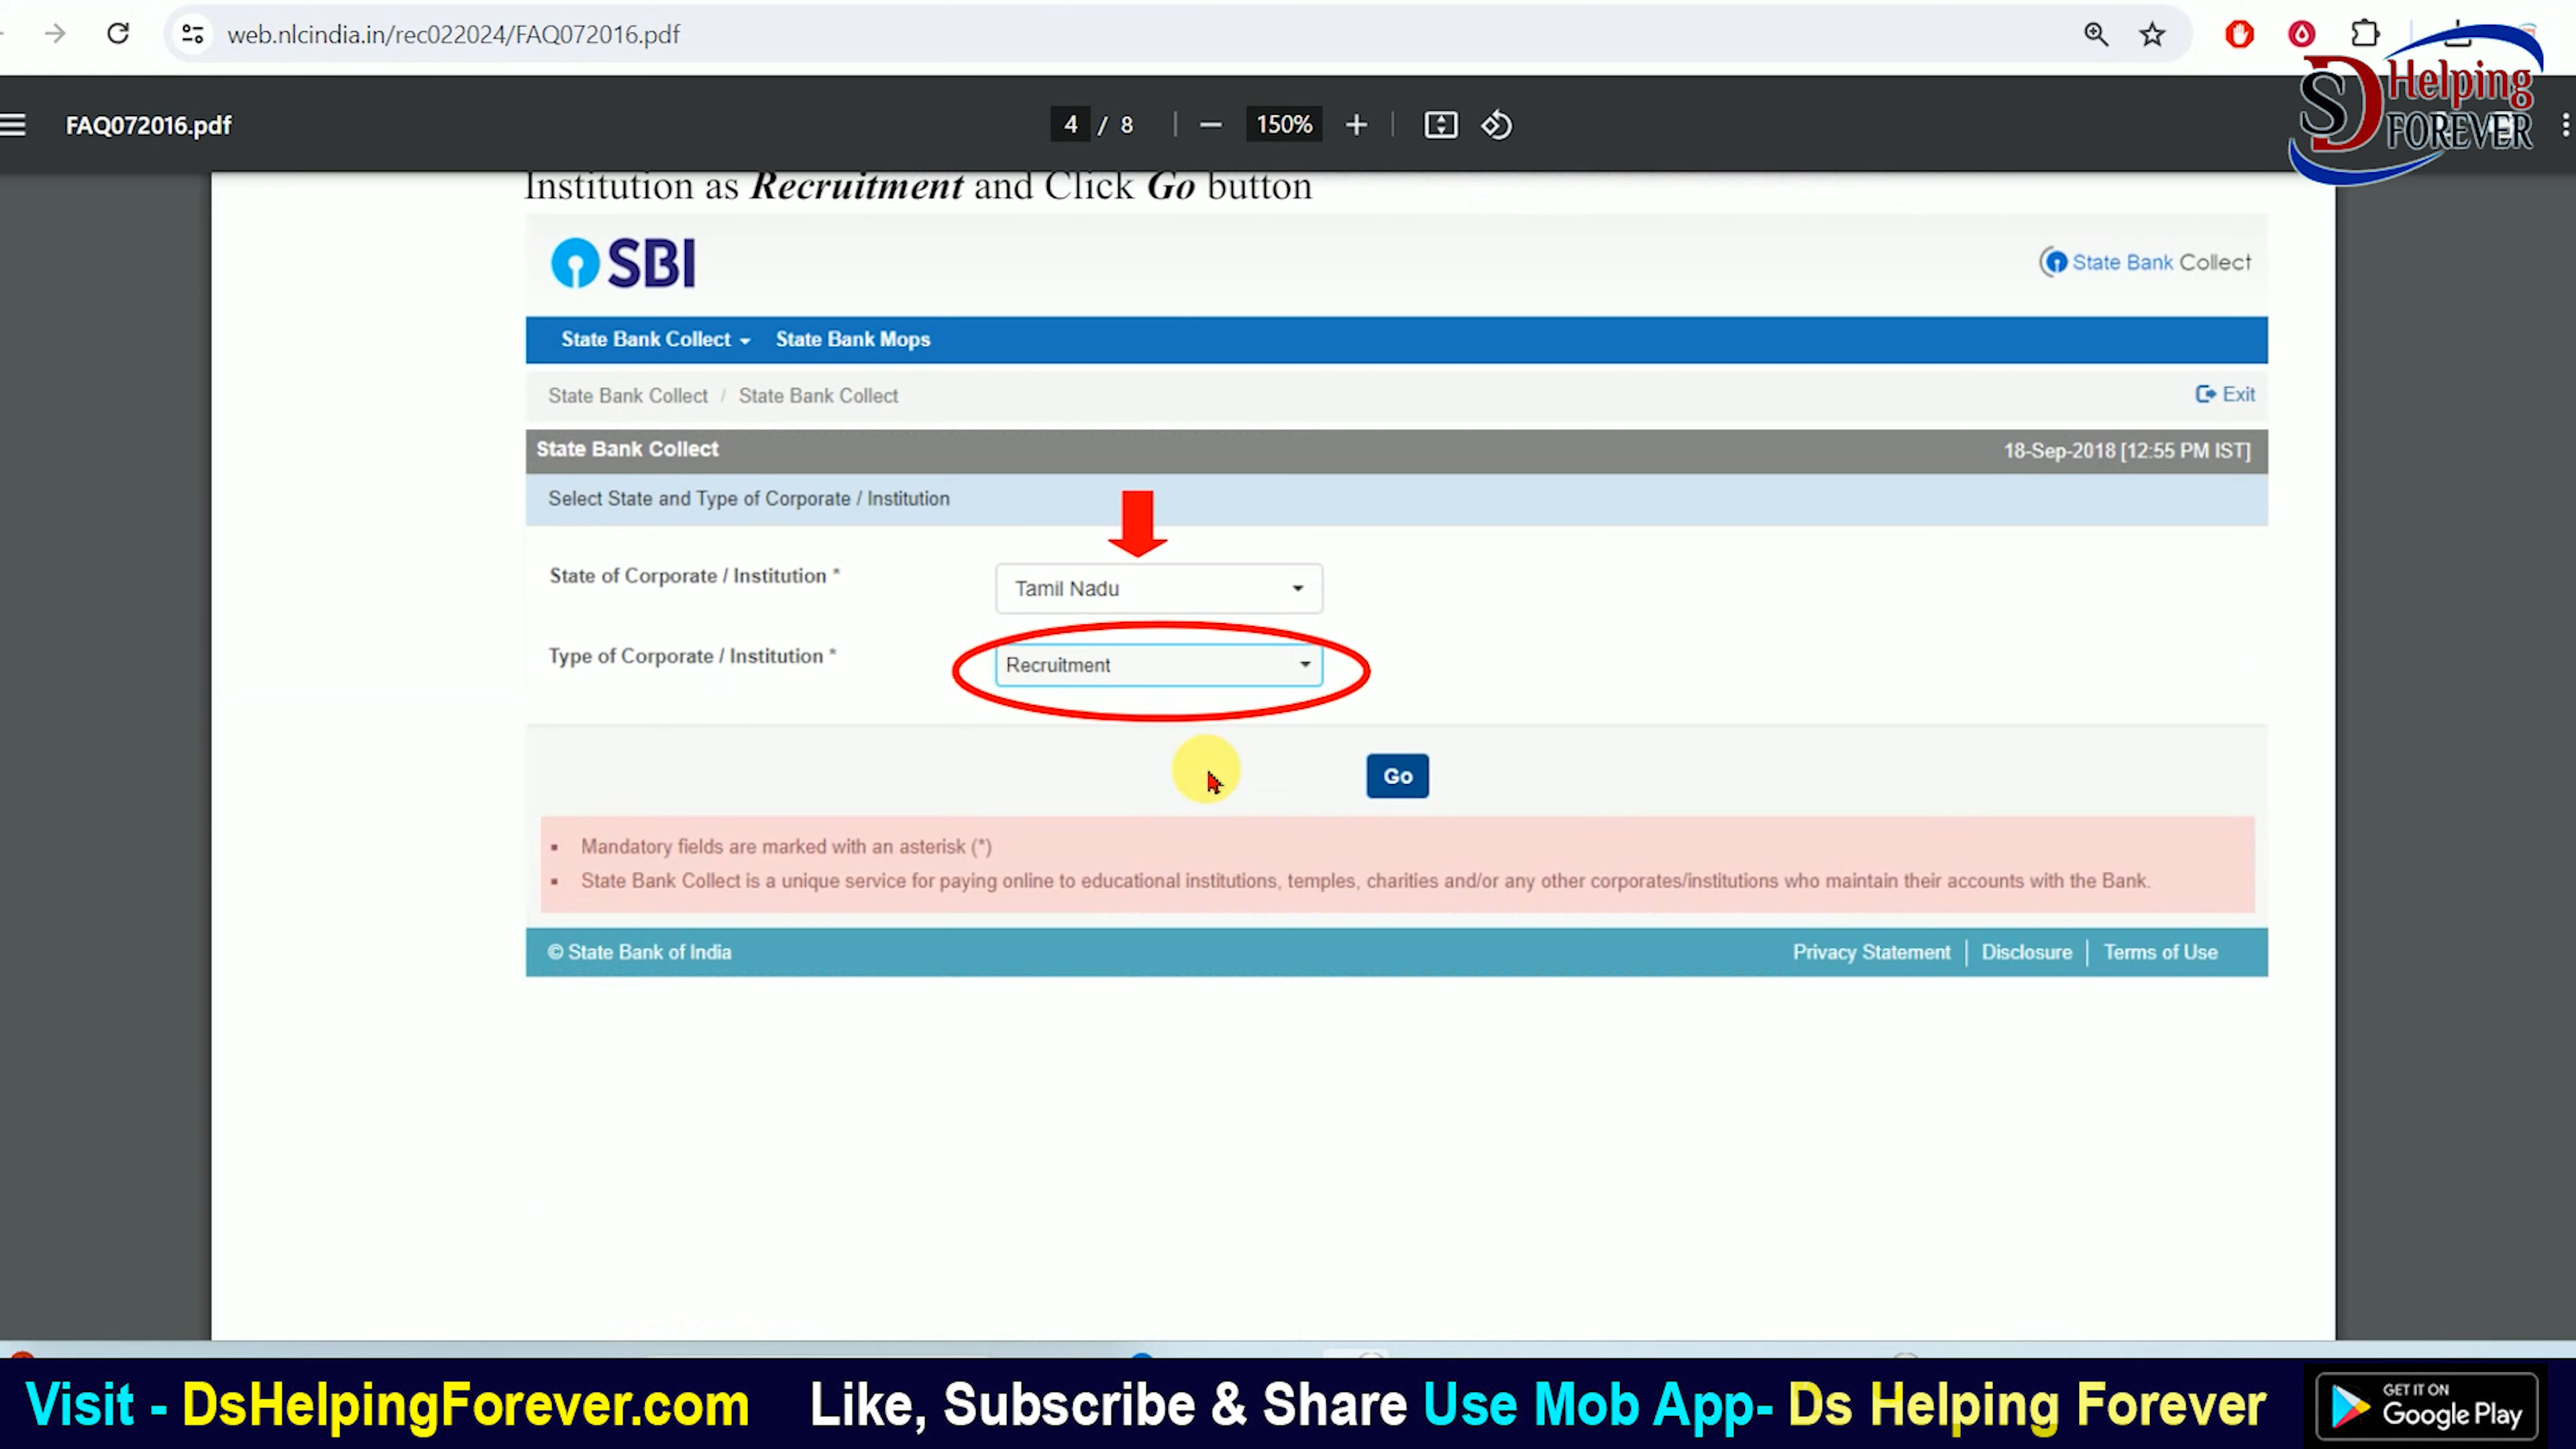 web.nlcindia.in/rec022024/FAQ072016.pdf
SD Helping FOREVER
FAQ072016.pdf
4 / 8
150%
Institution as Recruitment and Click Go button
SBI
State Bank Collect
State Bank Collect State Bank Mops
State Bank Collect / State Bank Collect
Exit
State Bank Collect
18-Sep-2018 [12:55 PM IST]
Select State and Type of Corporate / Institution
State of Corporate / Institution *
Tamil Nadu
Type of Corporate / Institution *
Recruitment
Go
Mandatory fields are marked with an asterisk (*)
State Bank Collect is a unique service for paying online to educational institutions, temples, charities and/or any other corporates/institutions who maintain their accounts with the Bank.
© State Bank of India
Privacy Statement | Disclosure | Terms of Use
Visit - DsHelpingForever.com Like, Subscribe & Share Use Mob App- Ds Helping Forever
GET IT ON
Google Play